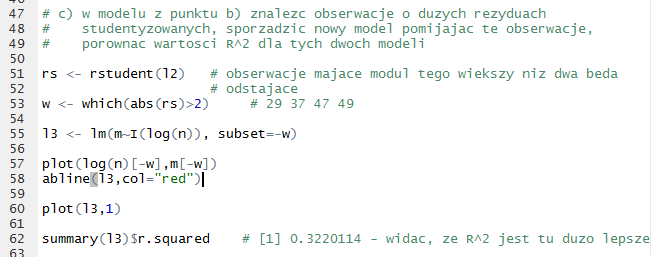 47 # c) w modelu z punktu b) znalezc obserwacje o duzych rezyduach
48 # studentyzowanych, sporzadzic nowy model pomijajac te obserwacje,
49 # porownac wartosci R^2 dla tych dwoch modeli
50
51 rs <- rstudent(l2) # obserwacje majace modul tego wiekszy niz dwa beda
52 # odstajace
53 w <- which(abs(rs)>2) # 29 37 47 49
54
55 l3 <- lm(m~I(log(n)), subset=-w)
56
57 plot(log(n)[-w],m[-w])
58 abline(l3,col="red")
59
60 plot(l3,1)
61
62 summary(l3)$r.squared # [1] 0.3220114 - widac, ze R^2 jest tu duzo lepsze
63